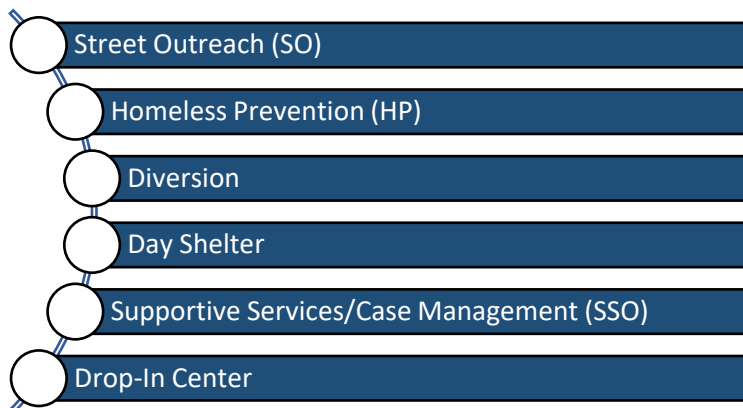 Street Outreach (SO)
Homeless Prevention (HP)
Diversion
Day Shelter
Supportive Services/Case Management (SSO)
Drop-In Center